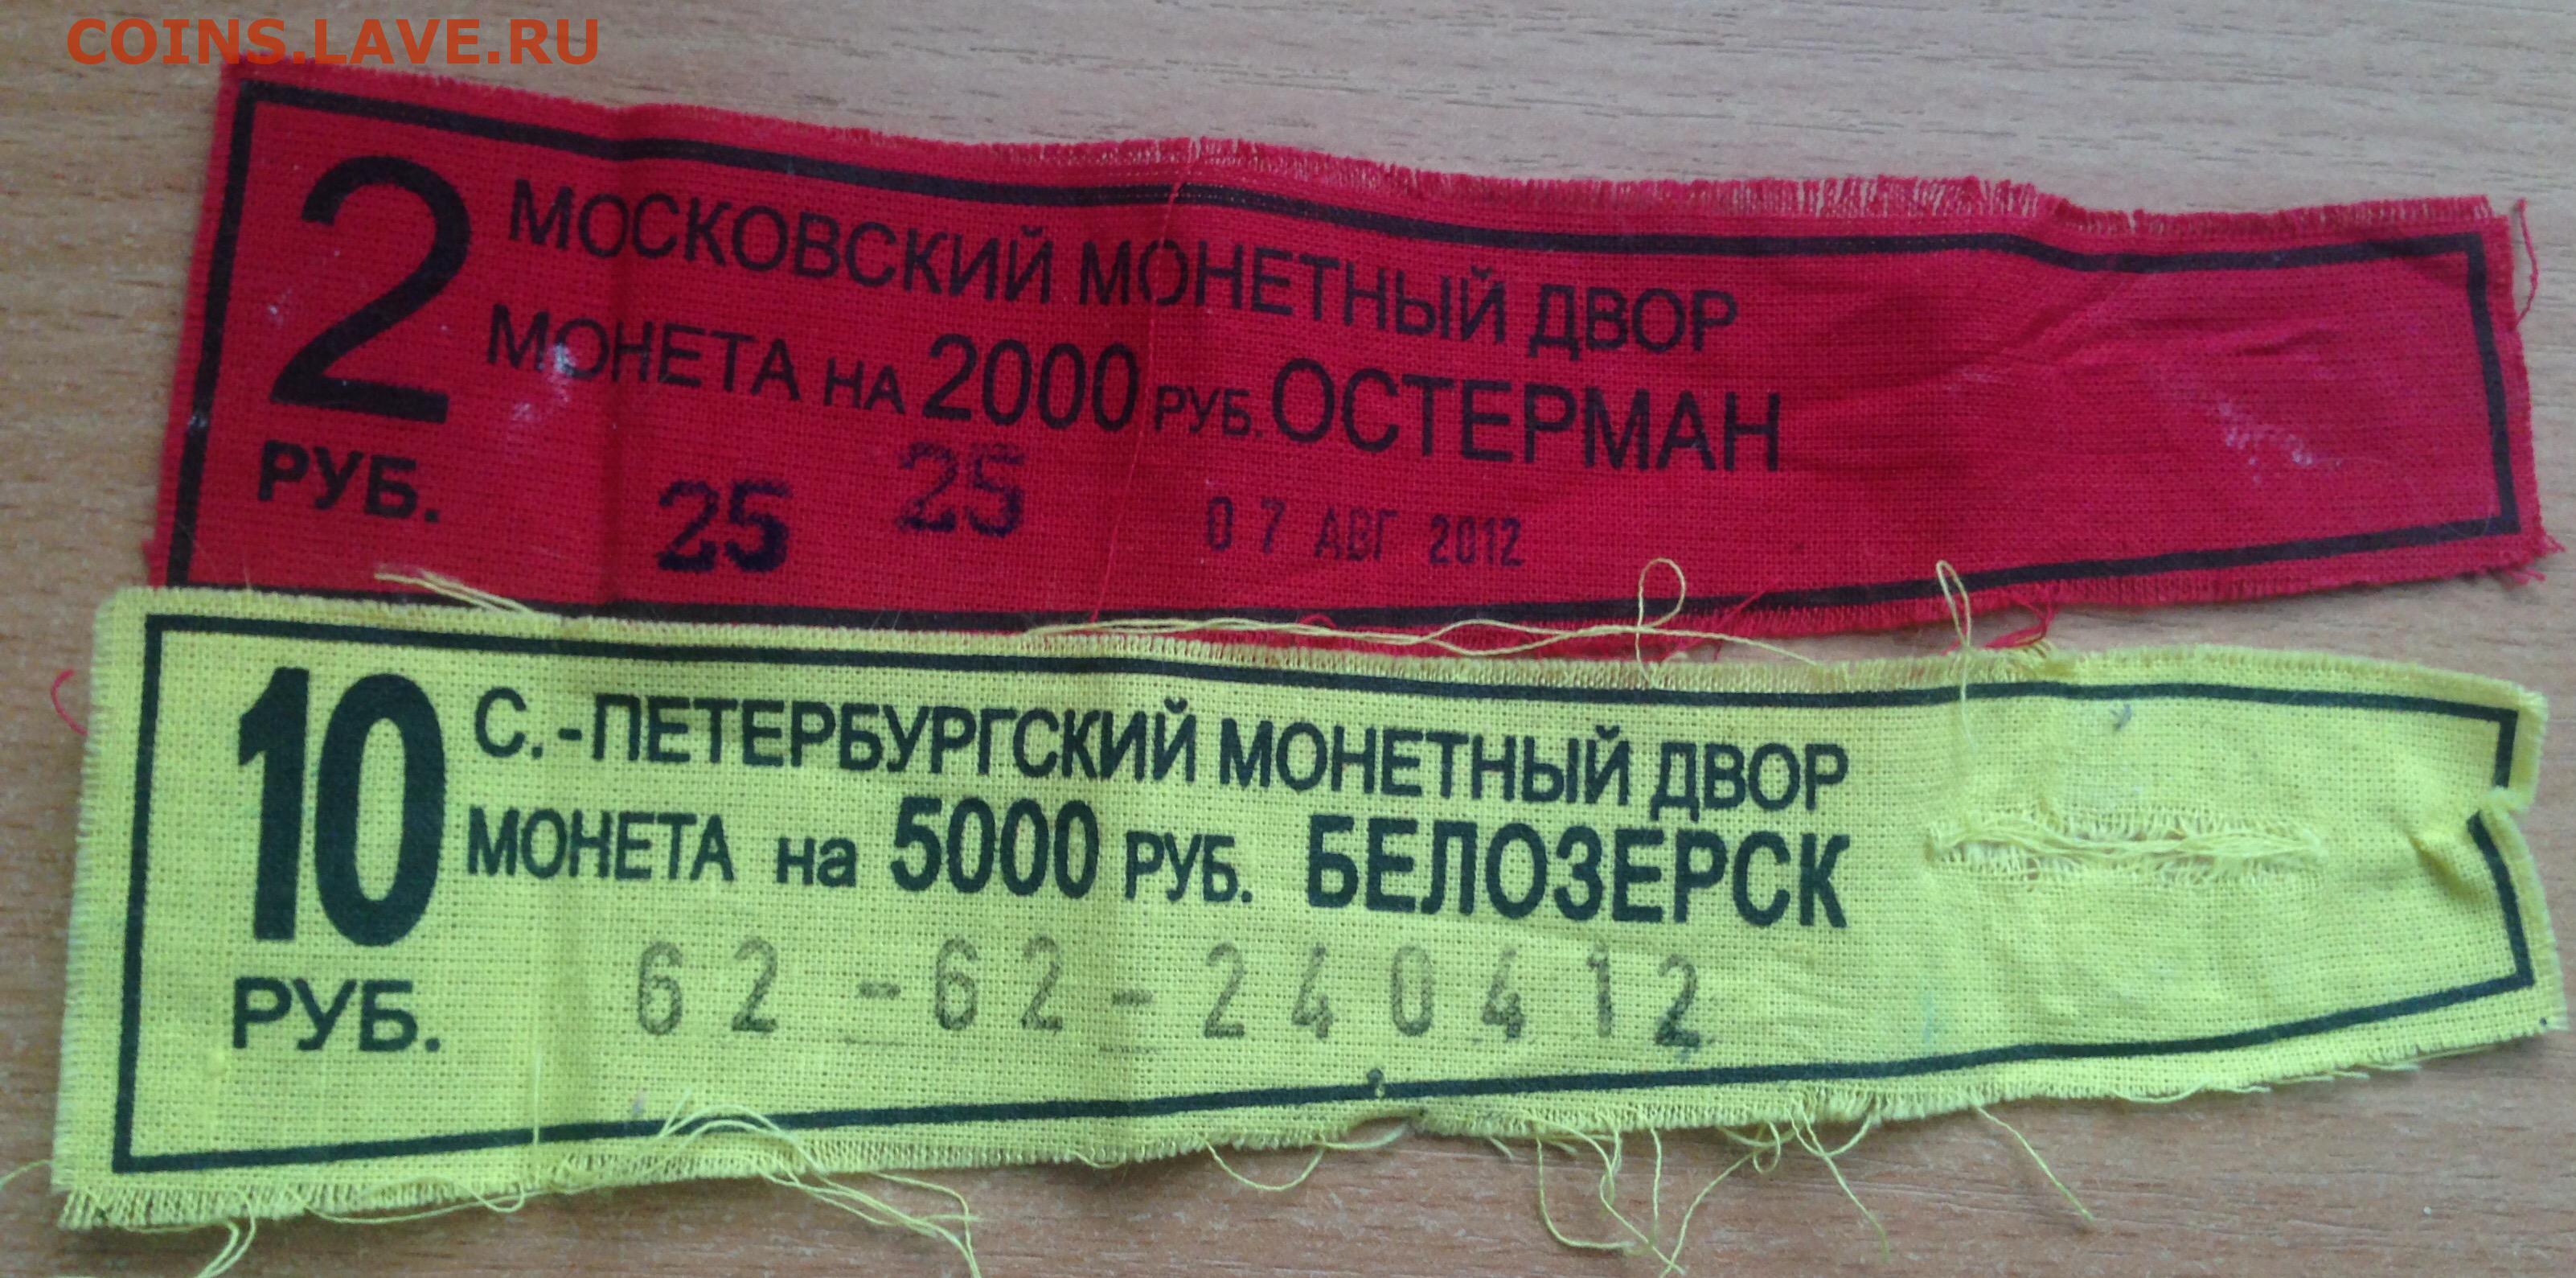 COINS.LAVE.RU
2 МОСКОВСКИЙ МОНЕТНЫЙ ДВОР
МОНЕТА НА 2000 РУБ. ОСТЕРМАН
РУБ.
25 25 07 АВГ 2012
10 С.-ПЕТЕРБУРГСКИЙ МОНЕТНЫЙ ДВОР
МОНЕТА на 5000 РУБ. БЕЛОЗЕРСК
РУБ.
62-62-240412